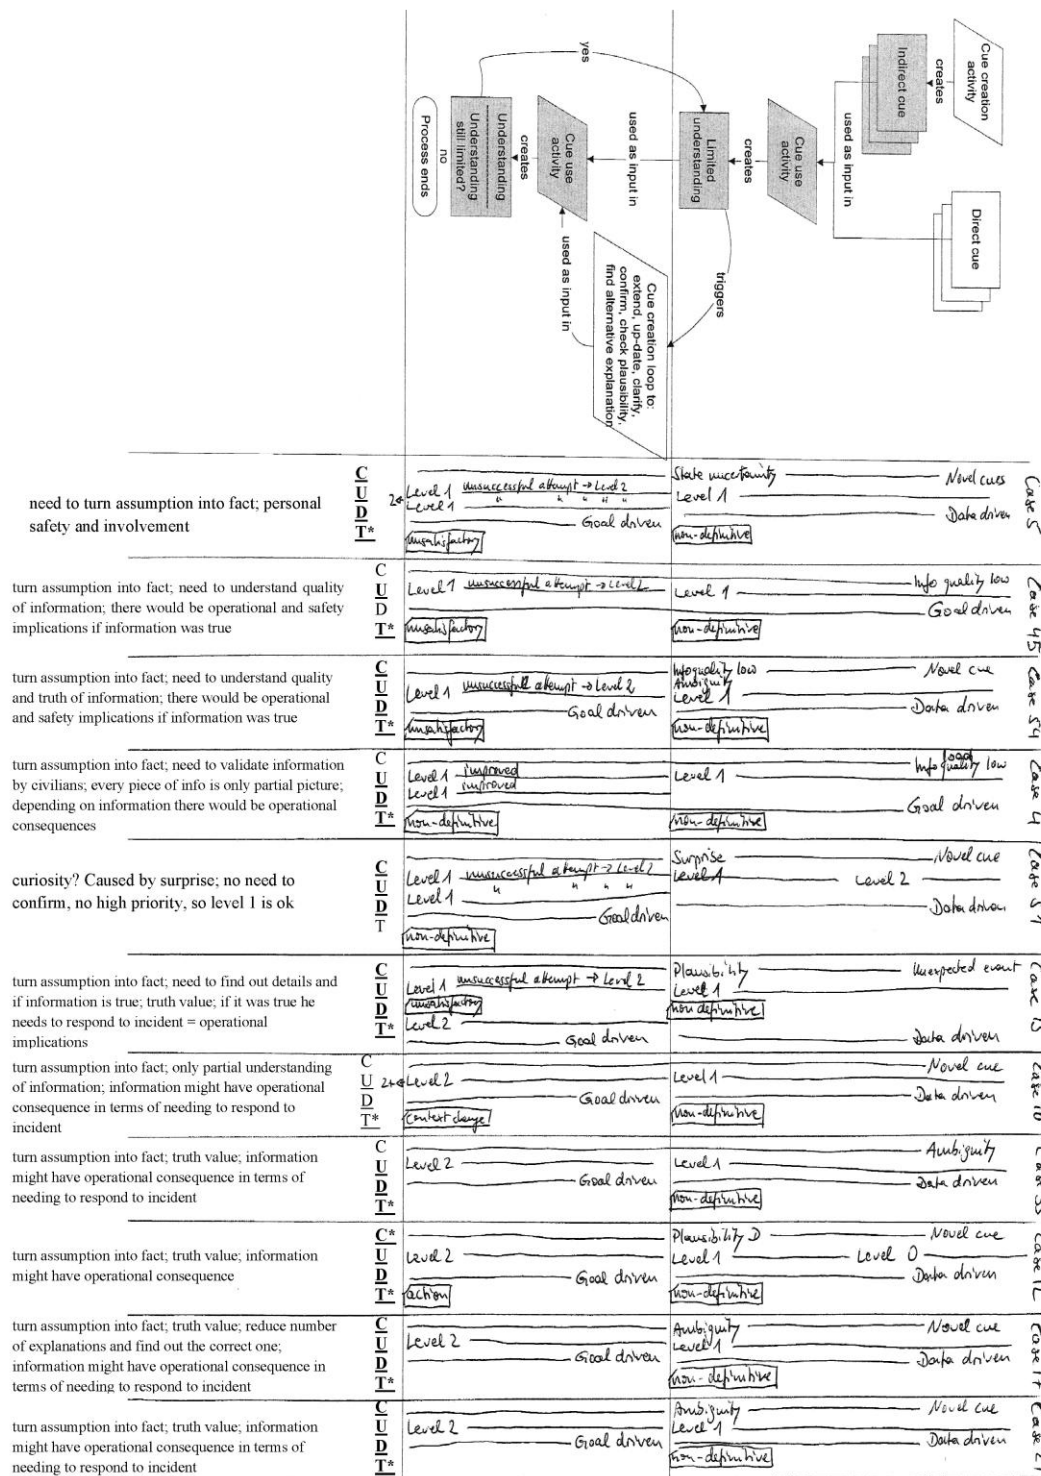 Cue creation
activity
creates
Indirect cue
used as input in
Direct cue
Cue use
activity
creates
Limited
understanding
triggers
Cue creation loop to:
extend, up-date, clarify,
confirm, check plausibility,
find alternative explanation
used as input in
used as input in
Cue use
activity
creates
Understanding
Understanding
still limited?
yes
no
Process ends
need to turn assumption into fact; personal
safety and involvement
C
U
D
T*
2x
Level 1 unsuccessful attempt → Level 2
Level 1 " " " " "
Goal driven
unsatisfactory
State uncertainty Novel cues
Level 1
Data driven
non-definitive
Case 5
turn assumption into fact; need to understand quality
of information; there would be operational and safety
implications if information was true
C
U
D
T*
Level 1 unsuccessful attempt → Level 2
unsatisfactory
Level 1 Info quality low
Goal driven
non-definitive
Case 45
turn assumption into fact; need to understand quality
and truth of information; there would be operational
and safety implications if information was true
C
U
D
T*
Level 1 unsuccessful attempt → Level 2
Goal driven
unsatisfactory
Info quality low Novel cue
Ambiguity
Level 1
Data driven
non-definitive
Case 54
turn assumption into fact; need to validate information
by civilians; every piece of info is only partial picture;
depending on information there would be operational
consequences
C
U
D
T*
Level 1 improved
Level 1 improved
non-definitive
Level 1 Info quality low
Goal driven
non-definitive
Case 4
curiosity? Caused by surprise; no need to
confirm, no high priority, so level 1 is ok
C
U
D
T
Level 1 unsuccessful attempt → Level 2
Level 1 " " " "
Goal driven
non-definitive
Surprise Novel cue
Level 1 Level 2
Data driven
Case
turn assumption into fact; need to find out details and
if information is true; truth value; if it was true he
needs to respond to incident = operational
implications
C
U
D
T*
Level 1 unsuccessful attempt → Level 2
unsatisfactory
Level 2
Goal driven
Plausibility Unexpected event
Level 1
non definitive
Data driven
Case
turn assumption into fact; only partial understanding
of information; information might have operational
consequence in terms of needing to respond to
incident
C
U
D
T*
Level 2
Goal driven
context change
Novel cue
Level 1
Data driven
non-definitive
Case 10
turn assumption into fact; truth value; information
might have operational consequence in terms of
needing to respond to incident
C
U
D
T*
Level 2
Goal driven
Ambiguity
Level 1
Data driven
non-definitive
turn assumption into fact; truth value; information
might have operational consequence
C*
U
D
T*
Level 2
Goal driven
action
Plausibility D Novel cue
Level 1 Level 0
Data driven
non-definitive
Case 12
turn assumption into fact; truth value; reduce number
of explanations and find out the correct one;
information might have operational consequence in
terms of needing to respond to incident
C
U
D
T*
Level 2
Goal driven
Ambiguity Novel cue
Level 1
Data driven
non-definitive
Case 17
turn assumption into fact; truth value; information
might have operational consequence in terms of
needing to respond to incident
C
U
D
T*
Level 2
Goal driven
Ambiguity Novel cue
Level 1
Data driven
non-definitive
Case